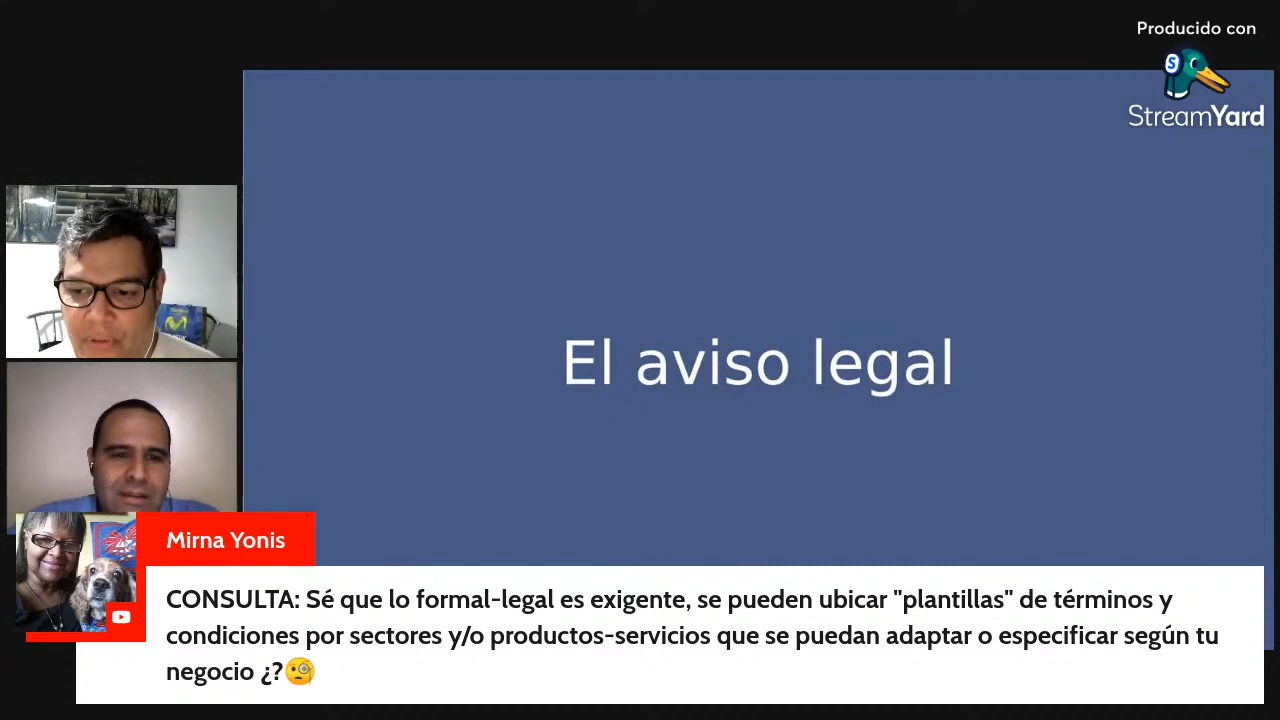 Producido con
StreamYard
El aviso legal
Mirna Yonis
CONSULTA: Sé que lo formal-legal es exigente, se pueden ubicar "plantillas" de términos y
condiciones por sectores y/o productos-servicios que se puedan adaptar o especificar según tu
negocio ¿?🧐